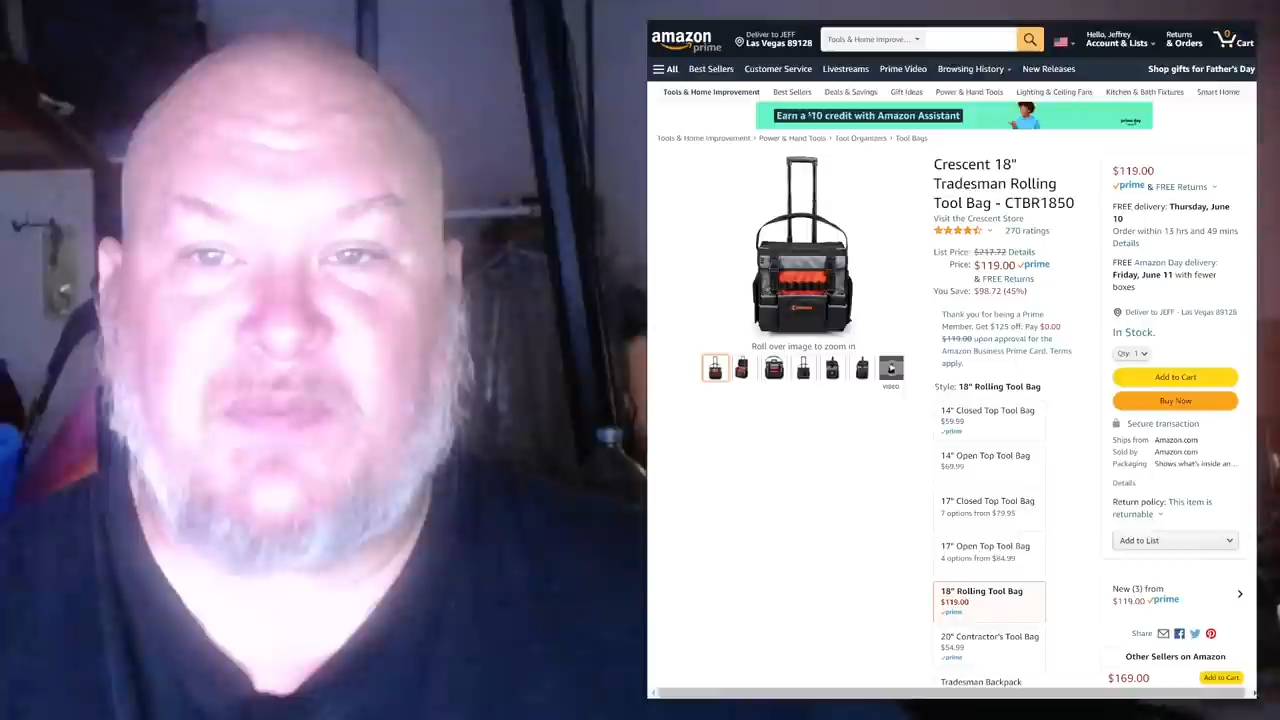 amazon
prime
Deliver to JEFF
Las Vegas 89128
Tools & Home Improve...
Hello, Jeffrey
Account & Lists
Returns
& Orders
0
Cart
All
Best Sellers
Customer Service
Livestreams
Prime Video
Browsing History
New Releases
Shop gifts for Father's Day
Tools & Home Improvement
Best Sellers
Deals & Savings
Gift Ideas
Power & Hand Tools
Lighting & Ceiling Fans
Kitchen & Bath Fixtures
Smart Home
Earn a $10 credit with Amazon Assistant
prime day
Tools & Home Improvement › Power & Hand Tools › Tool Organizers › Tool Bags
Roll over image to zoom in
VIDEO
Crescent 18"
Tradesman Rolling
Tool Bag - CTBR1850
Visit the Crescent Store
270 ratings
List Price: $217.72 Details
Price: $119.00 prime
& FREE Returns
You Save: $98.72 (45%)
Thank you for being a Prime
Member. Get $125 off: Pay $0.00
$119.00 upon approval for the
Amazon Business Prime Card. Terms
apply.
Style: 18" Rolling Tool Bag
14" Closed Top Tool Bag
$59.99
prime
14" Open Top Tool Bag
$69.99
17" Closed Top Tool Bag
7 options from $79.95
17" Open Top Tool Bag
4 options from $84.99
18" Rolling Tool Bag
$119.00
prime
20" Contractor's Tool Bag
$54.99
prime
Tradesman Backpack
$119.00
prime & FREE Returns
FREE delivery: Thursday, June
10
Order within 13 hrs and 49 mins
Details
FREE Amazon Day delivery:
Friday, June 11 with fewer
boxes
Deliver to JEFF - Las Vegas 89128
In Stock.
Qty: 1
Add to Cart
Buy Now
Secure transaction
Ships from Amazon.com
Sold by Amazon.com
Packaging Shows what's inside an...
Details
Return policy: This item is
returnable
Add to List
New (3) from
$119.00 prime
Share
Other Sellers on Amazon
$169.00
Add to Cart